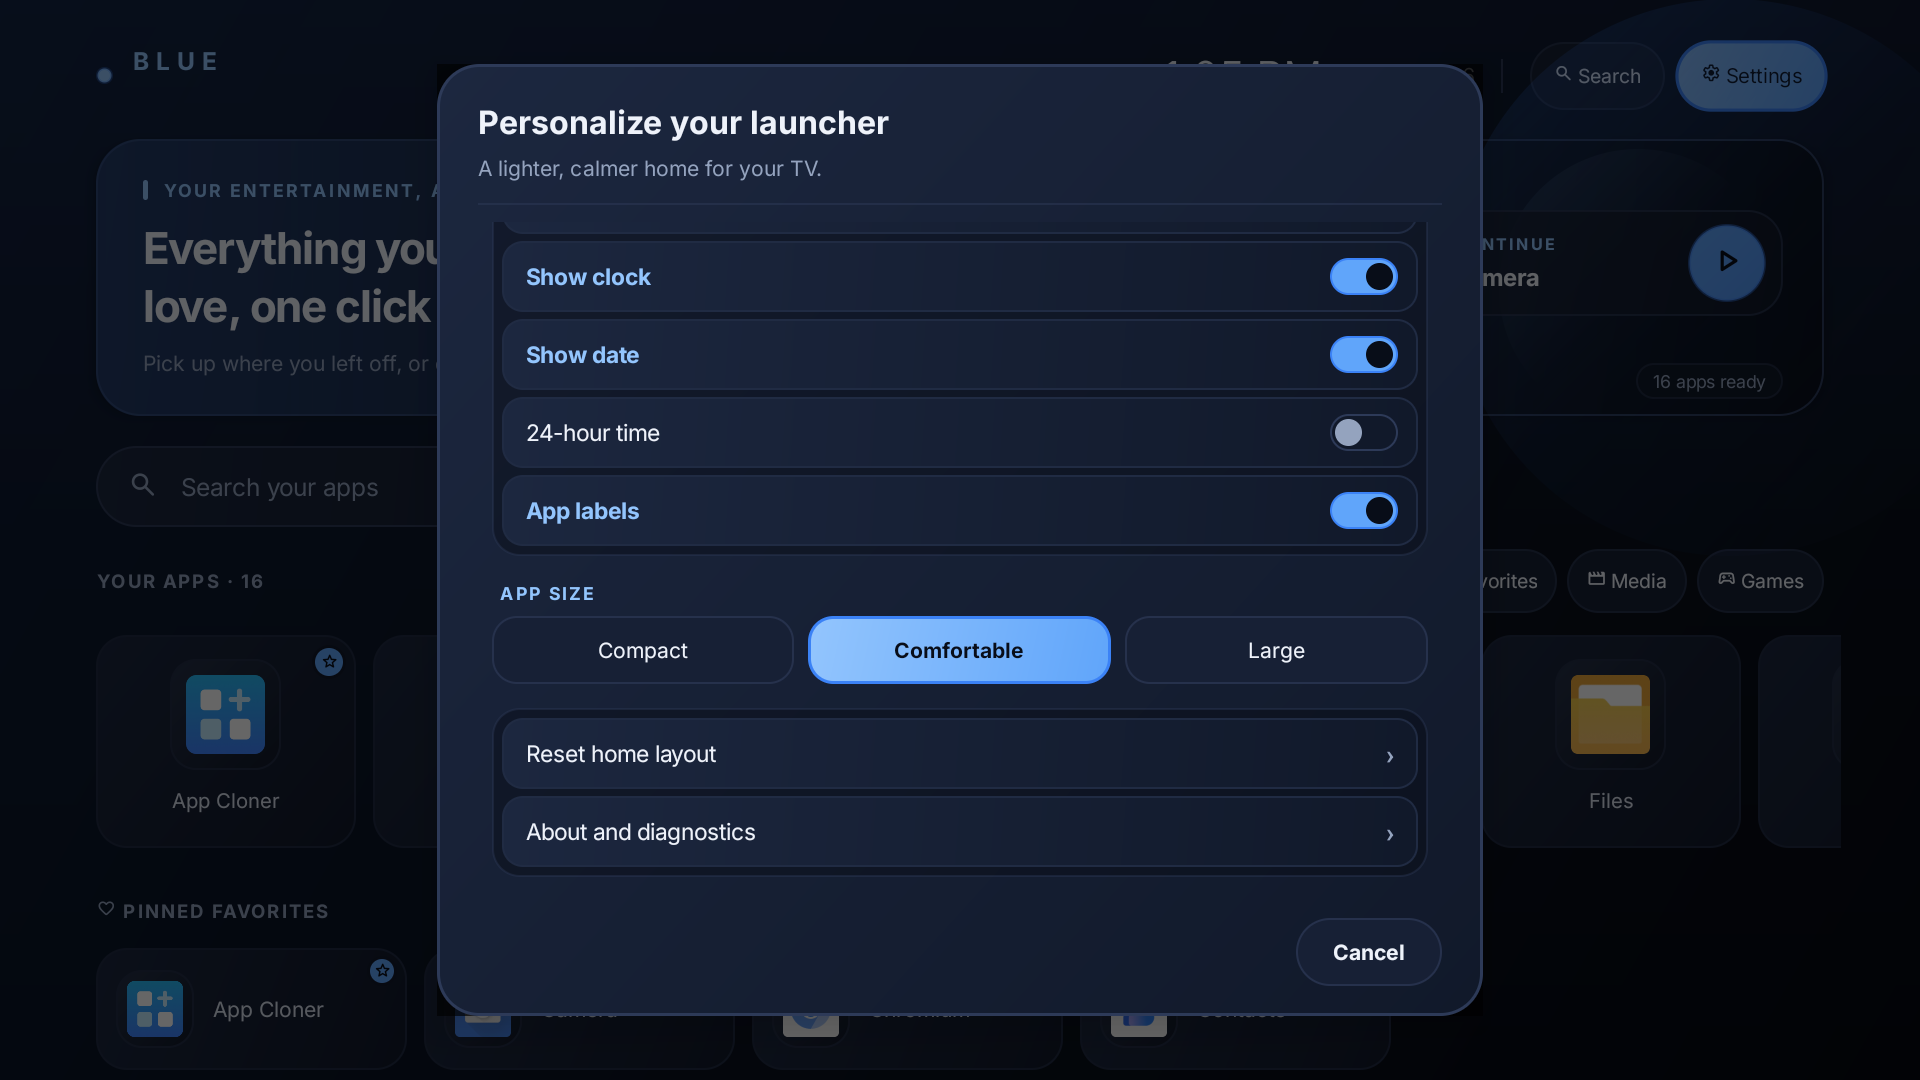 BLUE
Search
Settings
Personalize your launcher
A lighter, calmer home for your TV.
YOUR ENTERTAINMENT,
Everything you
love, one click
Pick up where you left off, or
16 apps ready
Show clock
Show date
24-hour time
App labels
Search your apps
YOUR APPS · 16
Media
Games
APP SIZE
Compact
Comfortable
Large
App Cloner
Files
Reset home layout
About and diagnostics
PINNED FAVORITES
App Cloner
Cancel